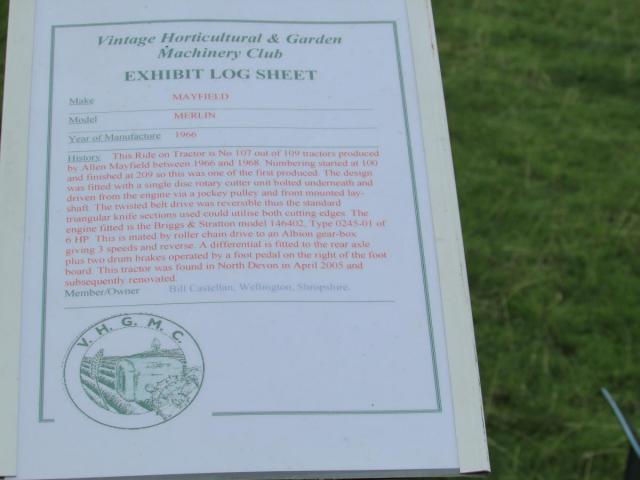 Vintage Horticultural & Garden
Machinery Club
EXHIBIT LOG SHEET
Make MAYFIELD
Model MERLIN
Year of Manufacture 1966
History This Ride on Tractor is No 107 out of 109 tractors produced
by Allen Mayfield between 1966 and 1968. Numbering started at 100
and finished at 209 so this was one of the first produced. The design
was fitted with a single disc rotary cutter unit bolted underneath and
driven from the engine via a jockey pulley and front mounted lay-
shaft. The twisted belt drive was reversible thus the standard
triangular knife sections used could utilise both cutting edges. The
engine fitted is the Briggs & Stratton model 146402, Type 0245-01 of
6 HP. This is mated by roller chain drive to an Albion gear-box
giving 3 speeds and reverse. A differential is fitted to the rear axle
plus two drum brakes operated by a foot pedal on the right of the foot
board. This tractor was found in North Devon in April 2005 and
subsequently renovated.
Member/Owner Bill Castellan, Wellington, Shropshire.
V. H. G. M. C.